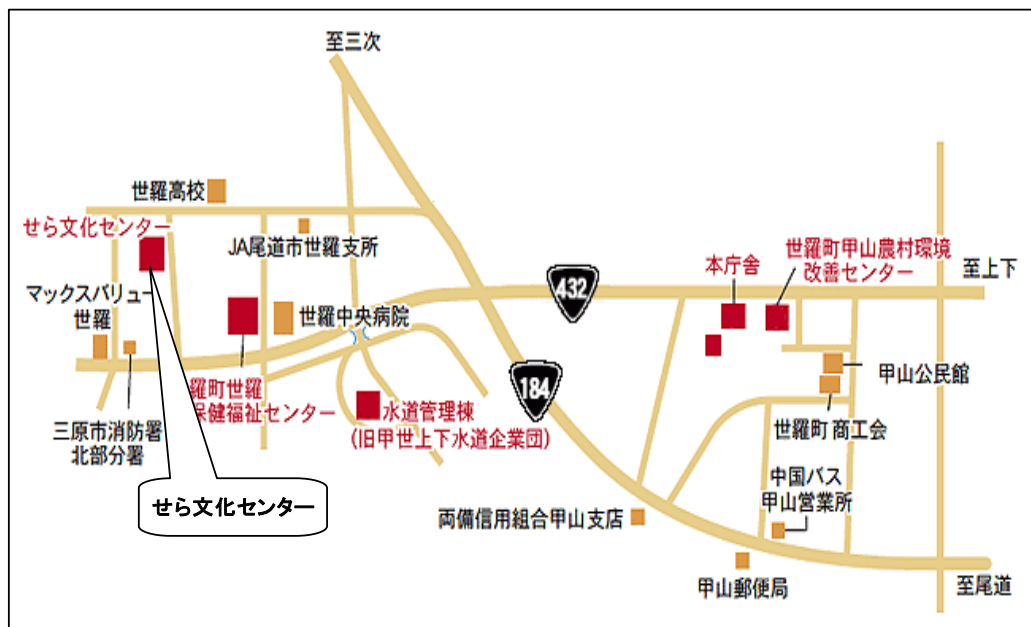 至三次
世羅高校
せら文化センター
JA尾道市世羅支所
マックスバリュー
世羅
世羅中央病院
432
本庁舎
世羅町甲山農村環境
改善センター
至上下
羅町世羅
保健福祉センター
水道管理棟
(旧甲世上下水道企業団)
184
甲山公民館
世羅町商工会
三原市消防署
北部分署
せら文化センター
中国バス
甲山営業所
両備信用組合甲山支店
甲山郵便局
至尾道